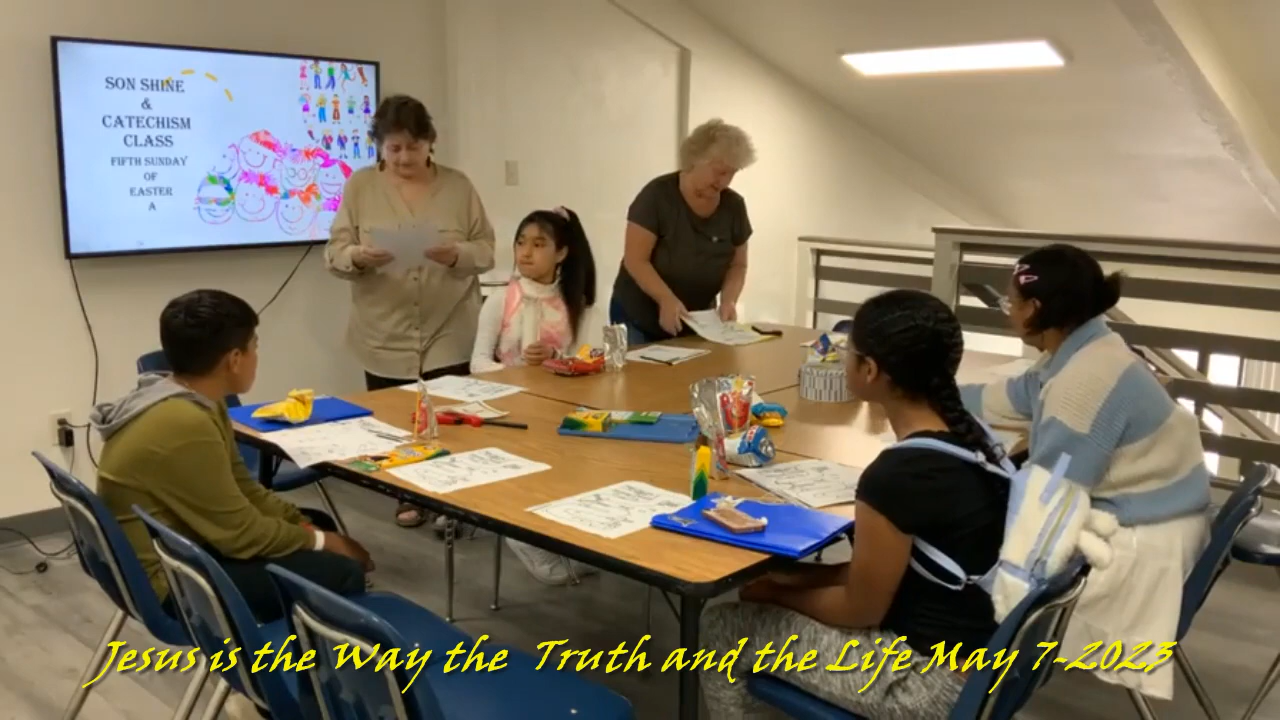 SON SHINE
&
CATECHISM
CLASS
FIFTH SUNDAY
OF
EASTER
A
Jesus is the Way the Truth and the Life May 7-2023